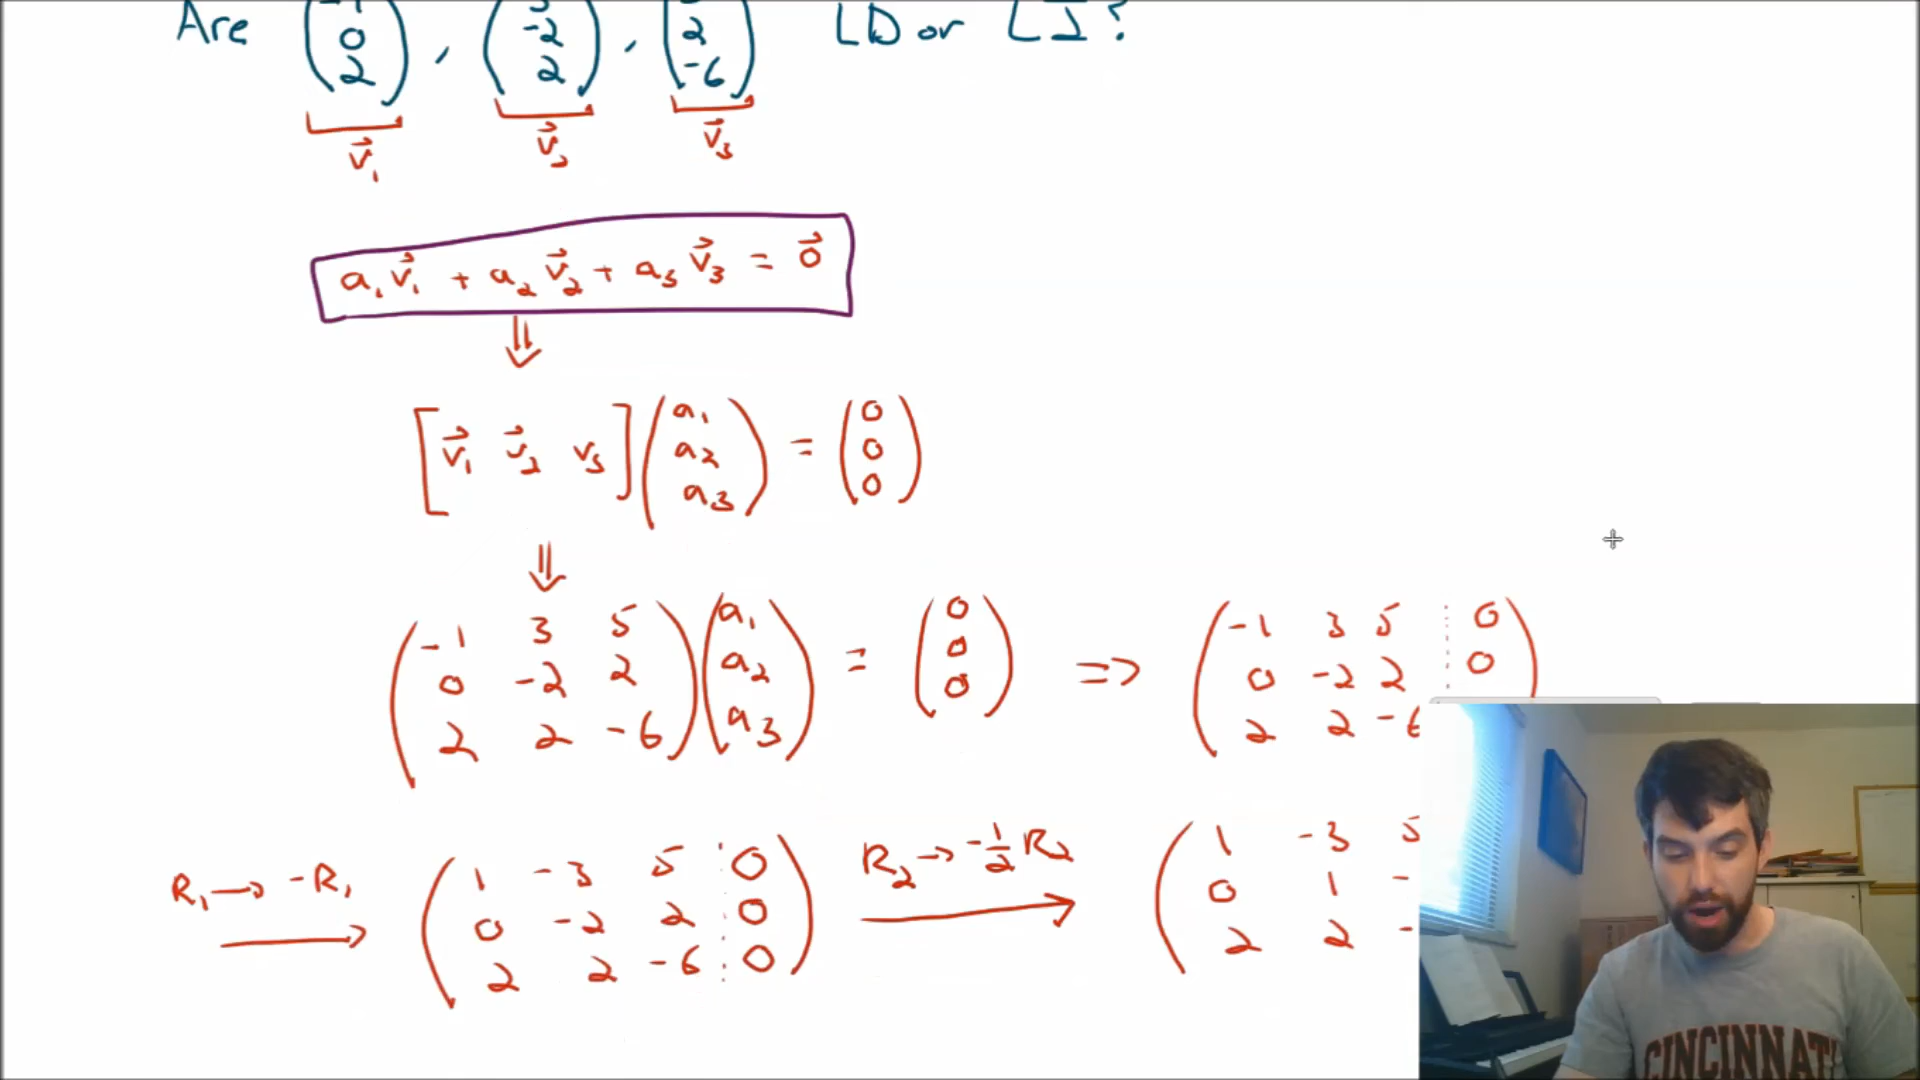 Are (-1 0 2), (3 -2 2), (5 2 -6) LD or LI?
v⃗₁ v⃗₂ v⃗₃
a₁v⃗₁ + a₂v⃗₂ + a₃v⃗₃ = 0⃗
⇓
[v⃗₁ v⃗₂ v₃] (a₁ a₂ a₃) = (0 0 0)
⇓
-1 3 5 a₁ 0 -1 3 5 ⋮ 0
0 -2 2 a₂ = 0 => 0 -2 2 ⋮ 0
2 2 -6 a₃ 0 2 2 -6
R₁ → -R₁ 1 -3 5 ⋮ 0 R₂ → -1/2 R₂ 1 -3 5
0 -2 2 ⋮ 0 0 1 -
2 2 -6 ⋮ 0 2 2 -
CINCINNATI